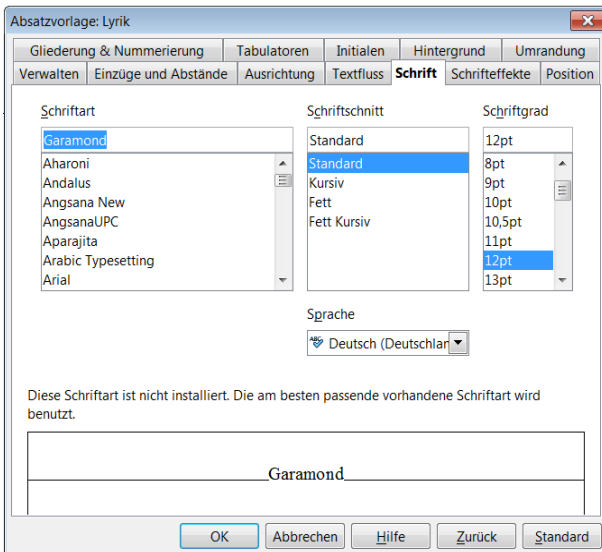 Absatzvorlage: Lyrik
Gliederung & Nummerierung Tabulatoren Initialen Hintergrund Umrandung
Verwalten Einzüge und Abstände Ausrichtung Textfluss Schrift Schrifteffekte Position
Schriftart Schriftschnitt Schriftgrad
Garamond Standard 12pt
Aharoni Standard 8pt
Andalus Kursiv 9pt
Angsana New Fett 10pt
AngsanaUPC Fett Kursiv 10,5pt
Aparajita 11pt
Arabic Typesetting 12pt
Arial 13pt
Sprache
ABC Deutsch (Deutschlan
Diese Schriftart ist nicht installiert. Die am besten passende vorhandene Schriftart wird
benutzt.
Garamond
OK Abbrechen Hilfe Zurück Standard